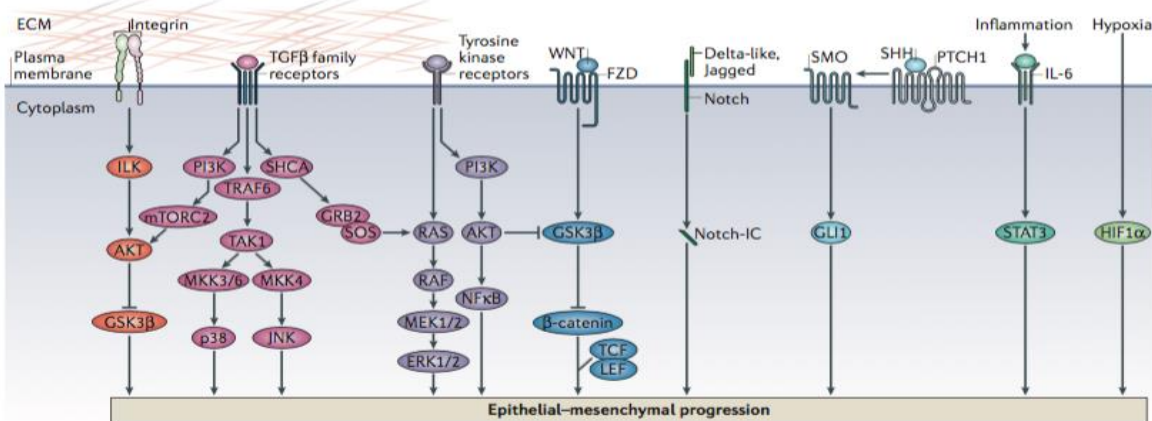 ECM
Integrin
Plasma
membrane
Cytoplasm
TGFβ family
receptors
Tyrosine
kinase
receptors
WNT
FZD
Delta-like,
Jagged
Notch
SMO
SHH
PTCH1
Inflammation
IL-6
Hypoxia
ILK
PI3K
SHCA
TRAF6
PI3K
mTORC2
GRB2
SOS
RAS
AKT
GSK3β
Notch-IC
GLI1
STAT3
HIF1α
AKT
TAK1
MKK3/6
MKK4
RAF
NFκB
GSK3β
p38
JNK
MEK1/2
β-catenin
ERK1/2
TCF
LEF
Epithelial–mesenchymal progression